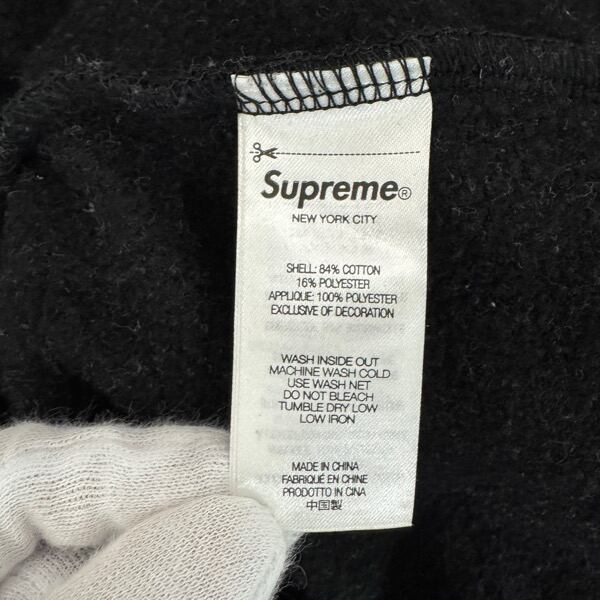 Supreme®
NEW YORK CITY
SHELL: 84% COTTON
16% POLYESTER
APPLIQUE: 100% POLYESTER
EXCLUSIVE OF DECORATION
WASH INSIDE OUT
MACHINE WASH COLD
USE WASH NET
DO NOT BLEACH
TUMBLE DRY LOW
LOW IRON
MADE IN CHINA
FABRIQUÉ EN CHINE
PRODOTTO IN CINA
中国製